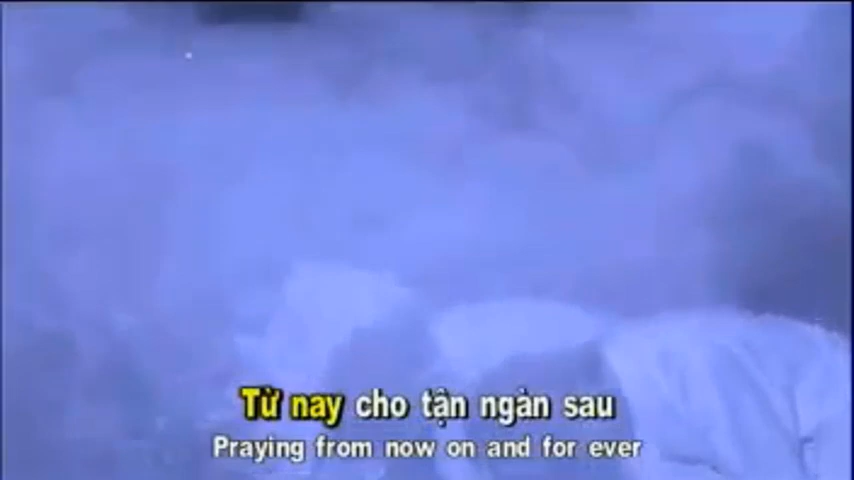 Từ nay cho tận ngàn sau
Praying from now on and for ever